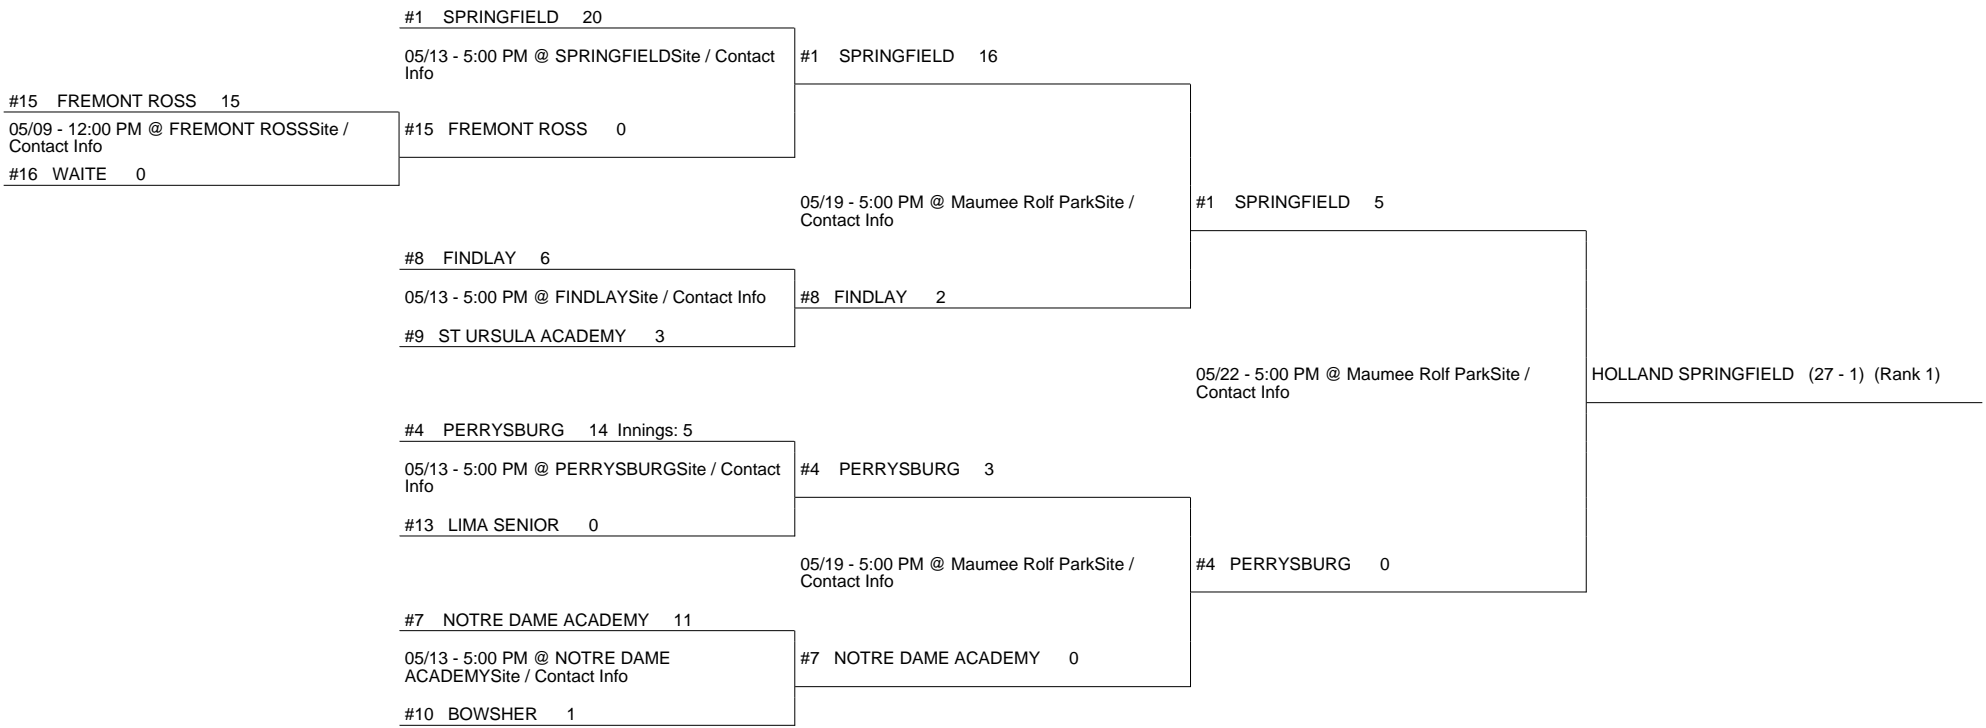 #1 SPRINGFIELD 20
05/13 - 5:00 PM @ SPRINGFIELDSite / Contact
Info
#1 SPRINGFIELD 16
#15 FREMONT ROSS 15
05/09 - 12:00 PM @ FREMONT ROSSSite /
Contact Info
#15 FREMONT ROSS 0
#16 WAITE 0
05/19 - 5:00 PM @ Maumee Rolf ParkSite /
Contact Info
#1 SPRINGFIELD 5
#8 FINDLAY 6
05/13 - 5:00 PM @ FINDLAYSite / Contact Info
#8 FINDLAY 2
#9 ST URSULA ACADEMY 3
05/22 - 5:00 PM @ Maumee Rolf ParkSite /
Contact Info
HOLLAND SPRINGFIELD (27 - 1) (Rank 1)
#4 PERRYSBURG 14 Innings: 5
05/13 - 5:00 PM @ PERRYSBURGSite / Contact
Info
#4 PERRYSBURG 3
#13 LIMA SENIOR 0
05/19 - 5:00 PM @ Maumee Rolf ParkSite /
Contact Info
#4 PERRYSBURG 0
#7 NOTRE DAME ACADEMY 11
05/13 - 5:00 PM @ NOTRE DAME
ACADEMYSite / Contact Info
#7 NOTRE DAME ACADEMY 0
#10 BOWSHER 1